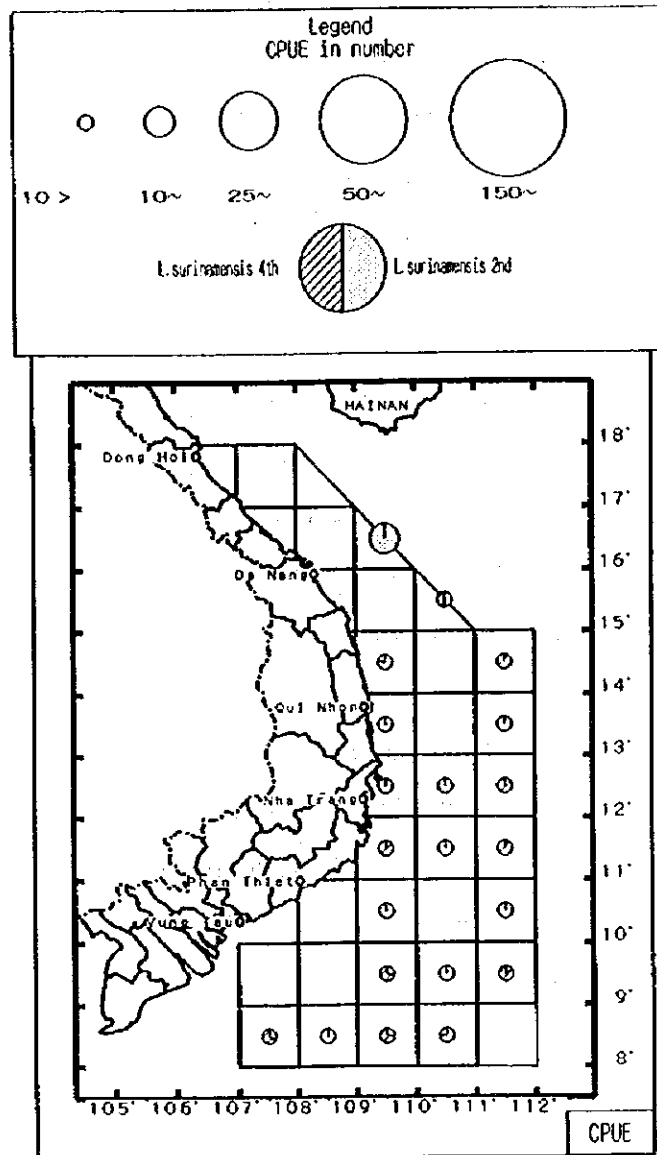 Legend
CPUE in number
10 > 10~ 25~ 50~ 150~
L.surinamensis 4th L.surinamensis 2nd
HAINAN
18°
Dong Hoi
17°
16°
Da Nang
15°
14°
Qui Nhon
13°
Nha Trang
12°
Phan Thiet
11°
Vung Tau
10°
9°
8°
105° 106° 107° 108° 109° 110° 111° 112°
CPUE